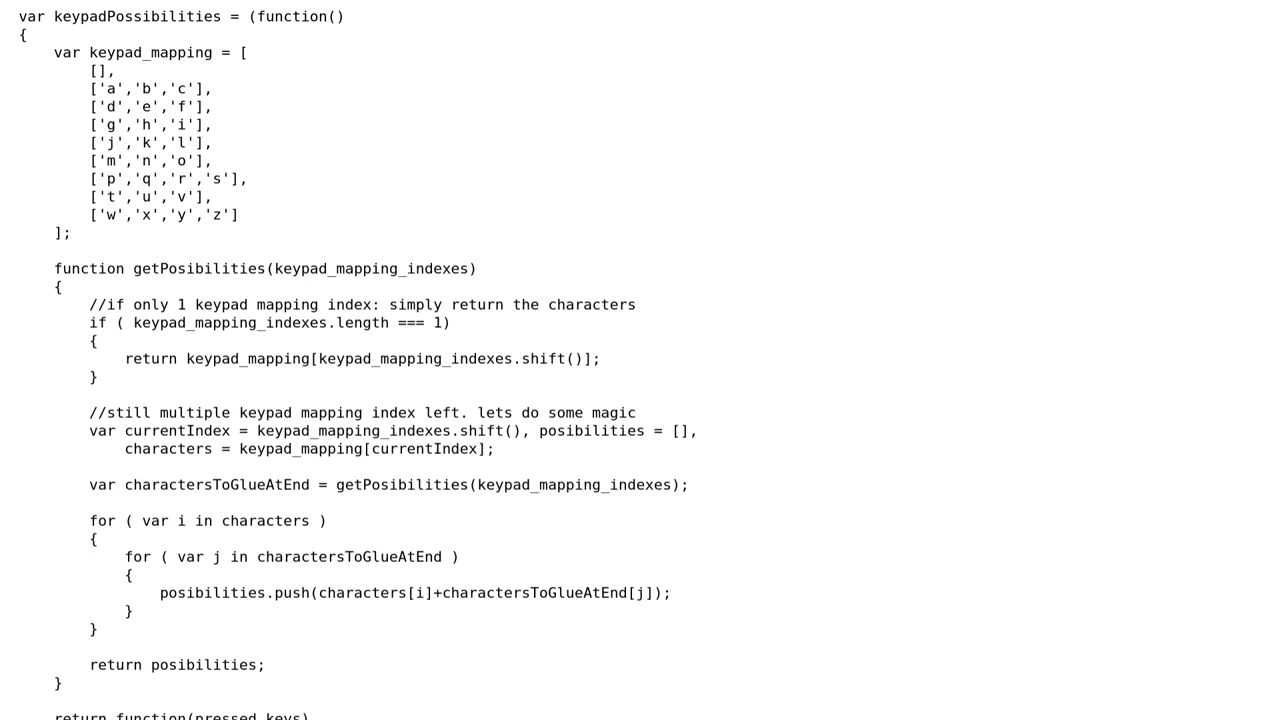 var keypadPossibilities = (function()
{
    var keypad_mapping = [
        [],
        ['a','b','c'],
        ['d','e','f'],
        ['g','h','i'],
        ['j','k','l'],
        ['m','n','o'],
        ['p','q','r','s'],
        ['t','u','v'],
        ['w','x','y','z']
    ];

    function getPosibilities(keypad_mapping_indexes)
    {
        //if only 1 keypad mapping index: simply return the characters
        if ( keypad_mapping_indexes.length === 1)
        {
            return keypad_mapping[keypad_mapping_indexes.shift()];
        }

        //still multiple keypad mapping index left. lets do some magic
        var currentIndex = keypad_mapping_indexes.shift(), posibilities = [],
            characters = keypad_mapping[currentIndex];

        var charactersToGlueAtEnd = getPosibilities(keypad_mapping_indexes);

        for ( var i in characters )
        {
            for ( var j in charactersToGlueAtEnd )
            {
                posibilities.push(characters[i]+charactersToGlueAtEnd[j]);
            }
        }

        return posibilities;
    }

    return function(pressed_keys)